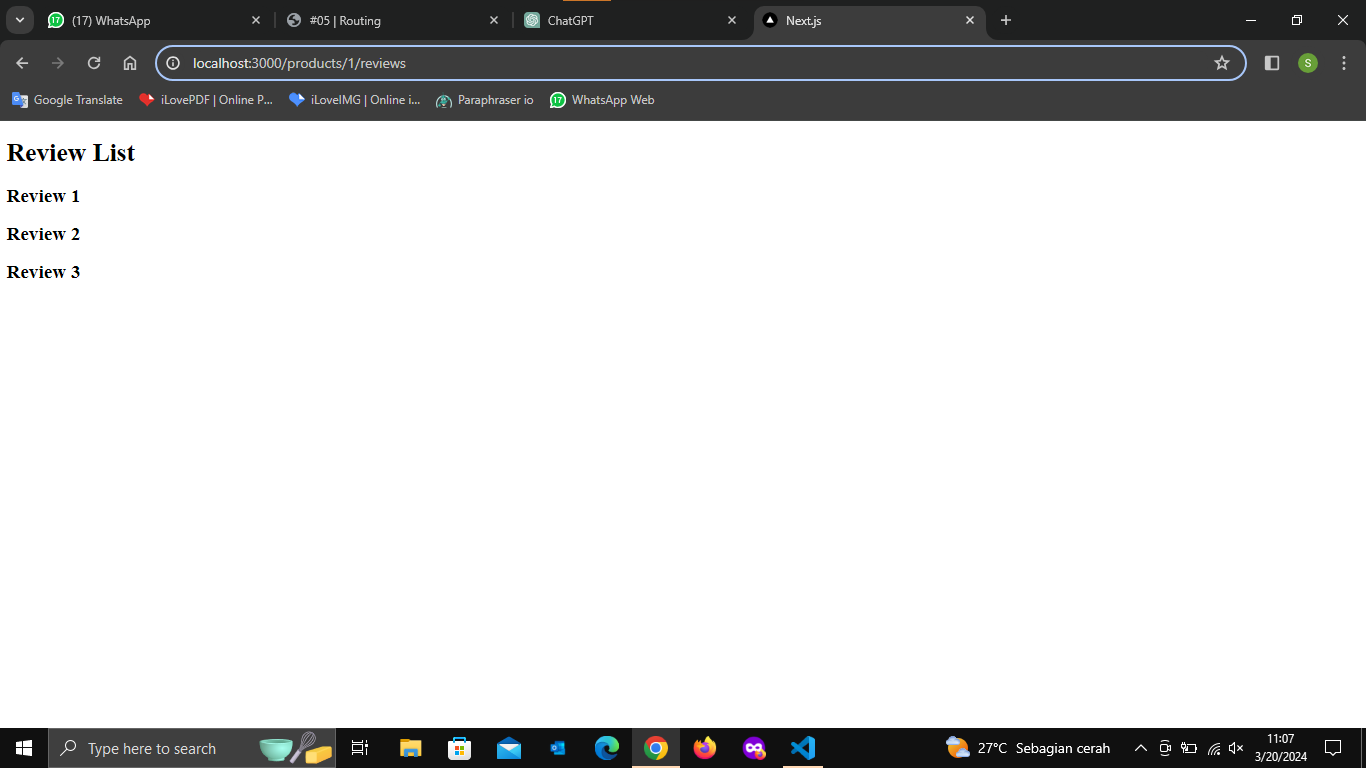 (17) WhatsApp
#05 | Routing
ChatGPT
Next.js
localhost:3000/products/1/reviews
S
Google Translate
iLovePDF | Online P...
iLoveIMG | Online i...
Paraphraser io
17 WhatsApp Web
Review List
Review 1
Review 2
Review 3
Type here to search
27°C Sebagian cerah
11:07
3/20/2024